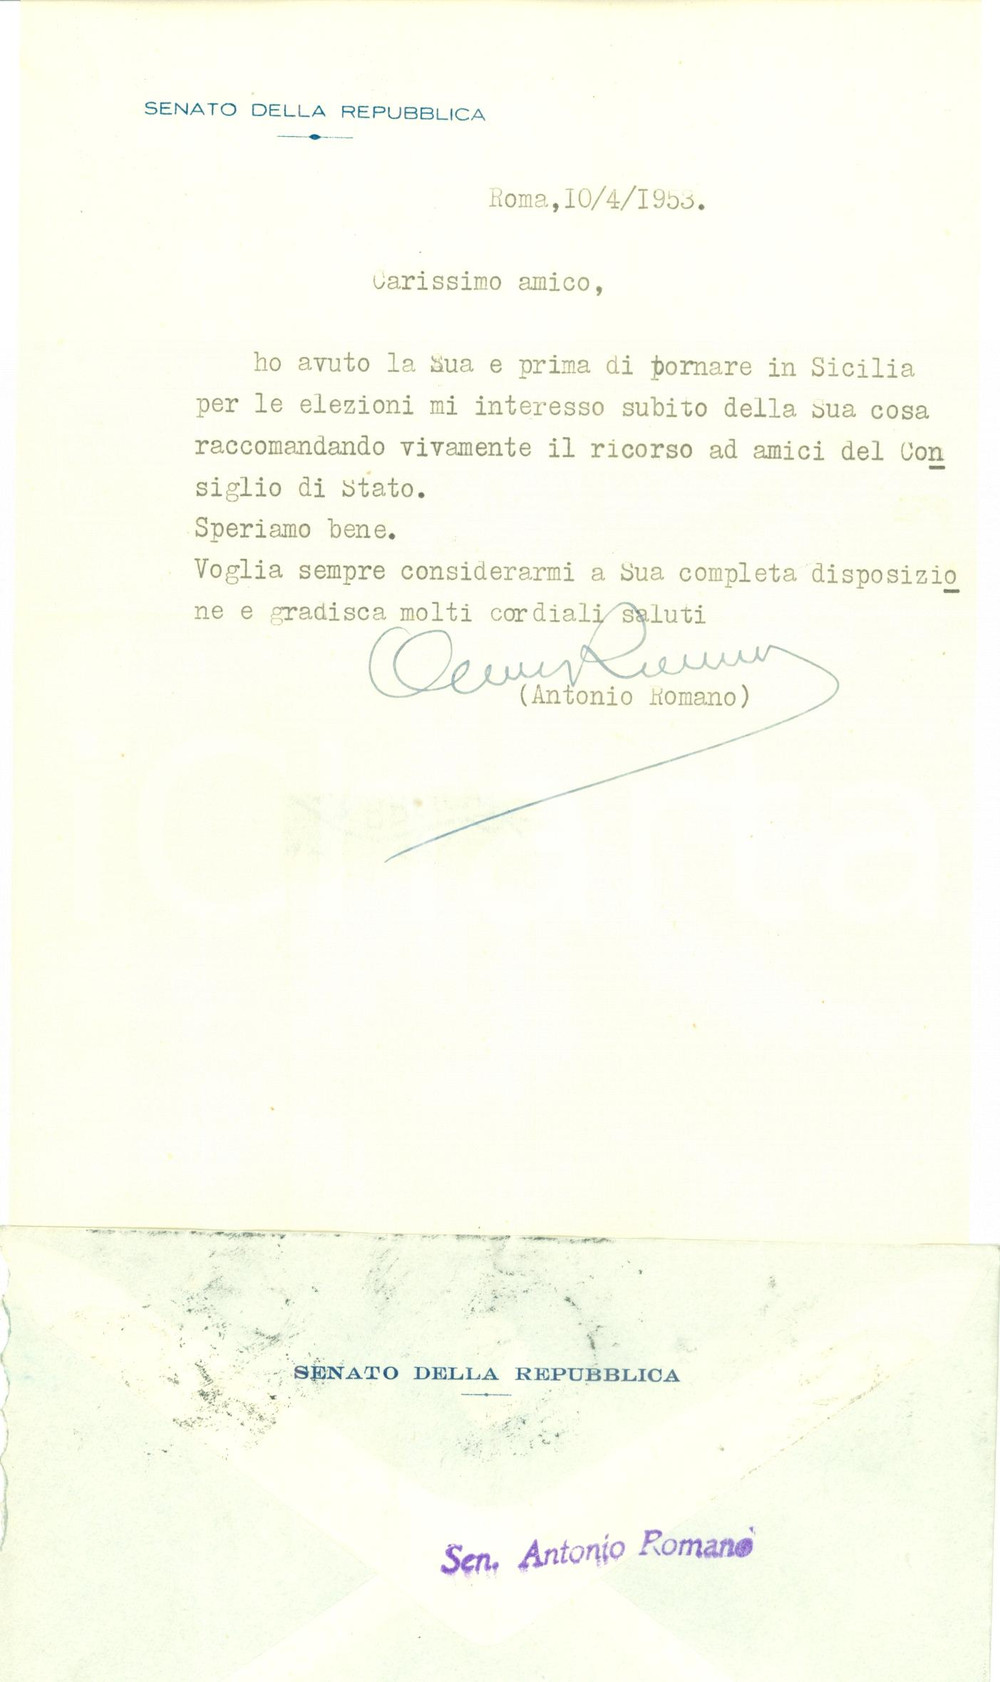 SENATO DELLA REPUBBLICA
Roma,IO/4/I953.
Carissimo amico,
ho avuto la Sua e prima di tornare in Sicilia
per le elezioni mi interesso subito della Sua cosa
raccomandando vivamente il ricorso ad amici del Con
siglio di Stato.
Speriamo bene.
Voglia sempre considerarmi a Sua completa disposizio
ne e gradisca molti cordiali saluti
(Antonio Romano)
SENATO DELLA REPUBBLICA
Sen. Antonio Romano